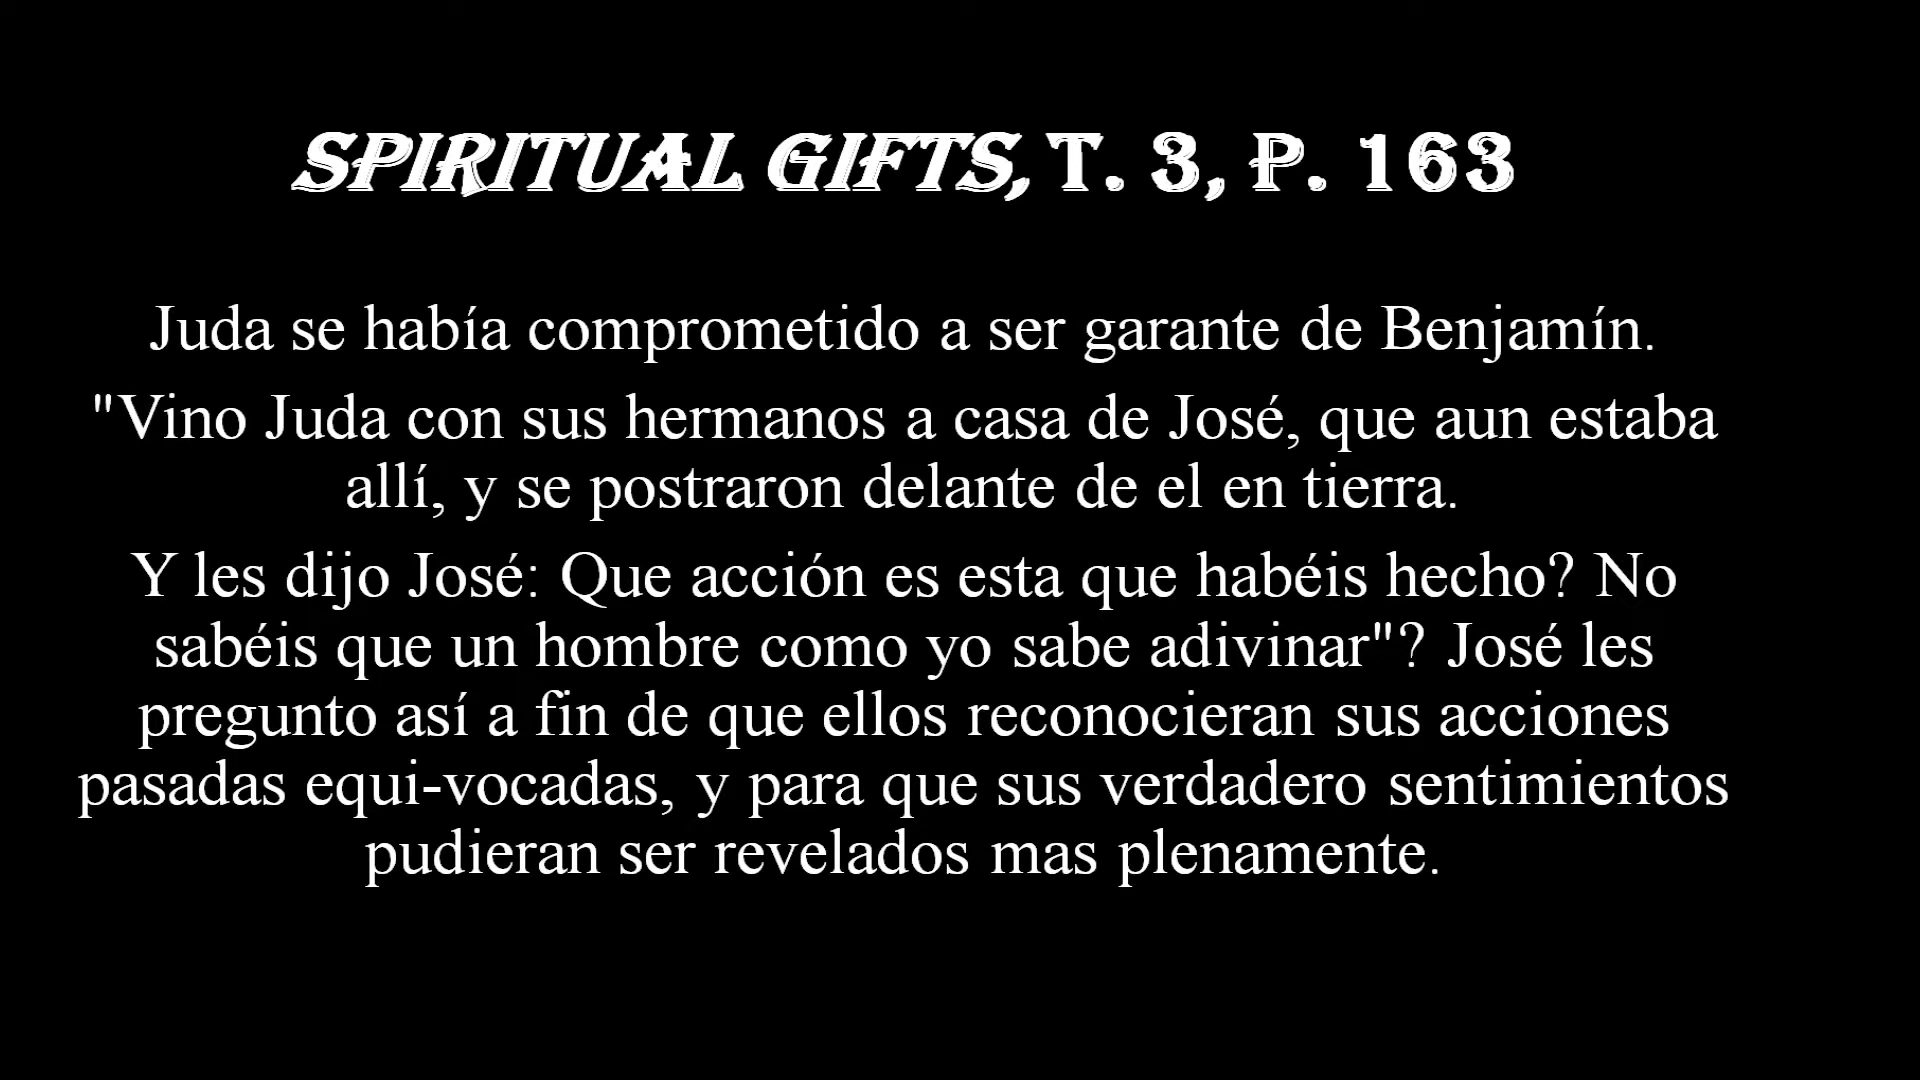 SPIRITUAL GIFTS, T. 3, P. 163
Juda se había comprometido a ser garante de Benjamín.
"Vino Juda con sus hermanos a casa de José, que aun estaba
allí, y se postraron delante de el en tierra.
Y les dijo José: Que acción es esta que habéis hecho? No
sabéis que un hombre como yo sabe adivinar"? José les
pregunto así a fin de que ellos reconocieran sus acciones
pasadas equi-vocadas, y para que sus verdadero sentimientos
pudieran ser revelados mas plenamente.